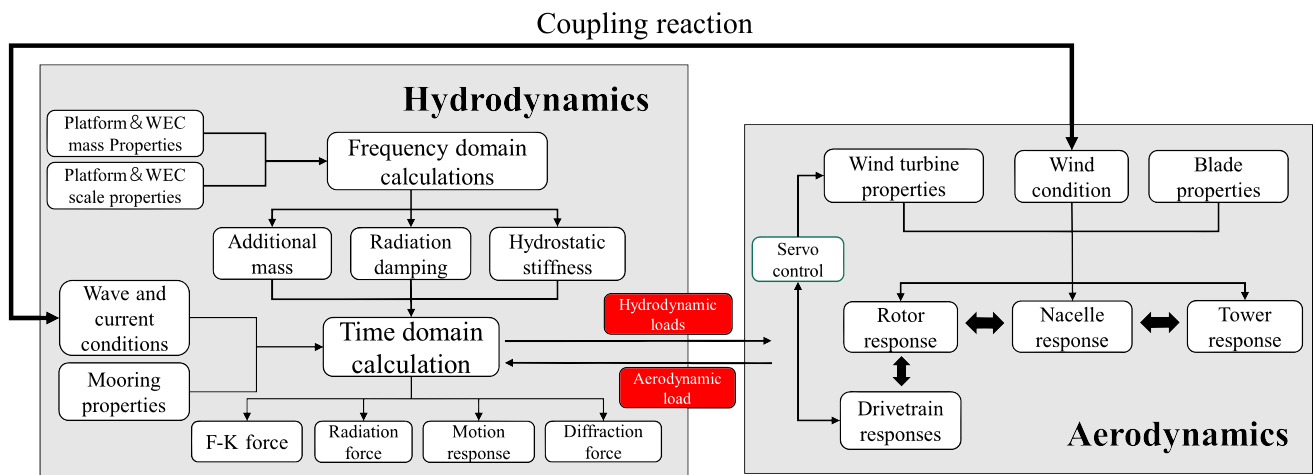 Coupling reaction
Hydrodynamics
Platform＆WEC
mass Properties
Platform＆WEC
scale properties
Frequency domain
calculations
Additional
mass
Radiation
damping
Hydrostatic
stiffness
Wave and
current
conditions
Mooring
properties
Time domain
calculation
F-K force
Radiation
force
Motion
response
Diffraction
force
Hydrodynamic
loads
Aerodynamic
load
Wind turbine
properties
Wind
condition
Blade
properties
Servo
control
Rotor
response
Nacelle
response
Tower
response
Drivetrain
responses
Aerodynamics